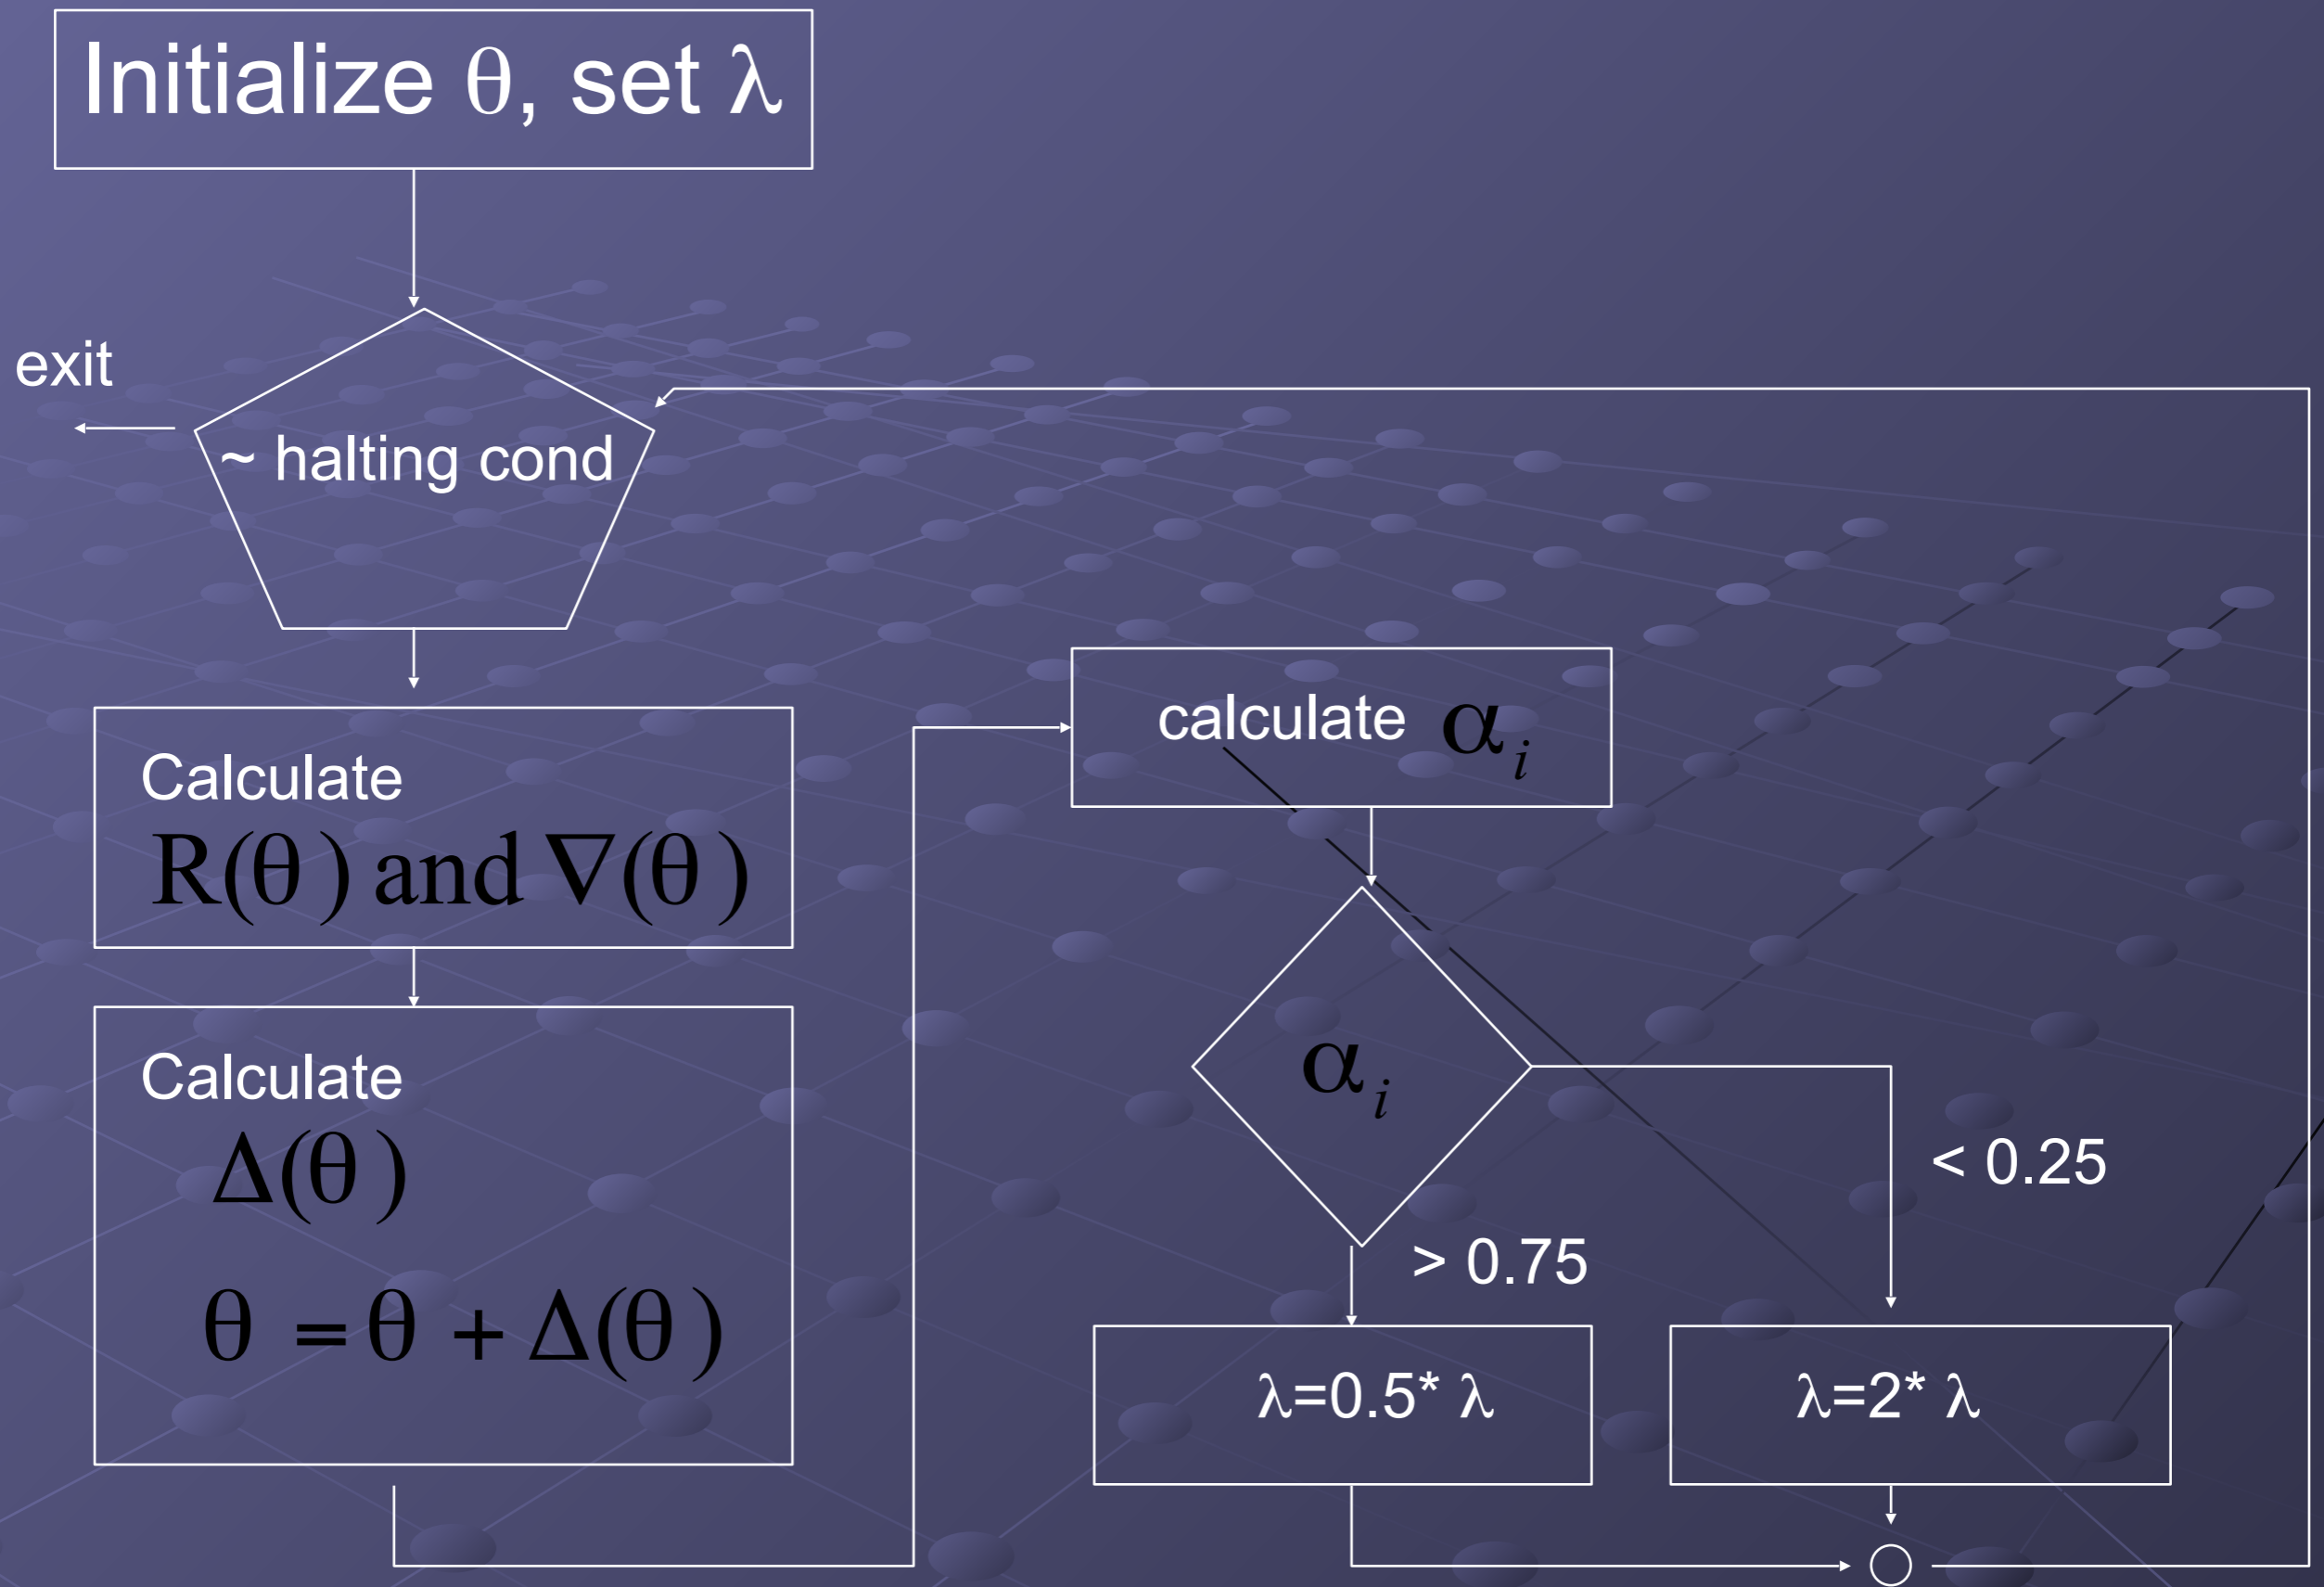 Initialize θ, set λ
exit
~ halting cond
Calculate
R(θ) and ∇(θ)
Calculate
Δ(θ)
θ = θ + Δ(θ)
calculate αᵢ
αᵢ
< 0.25
> 0.75
λ=0.5* λ
λ=2* λ